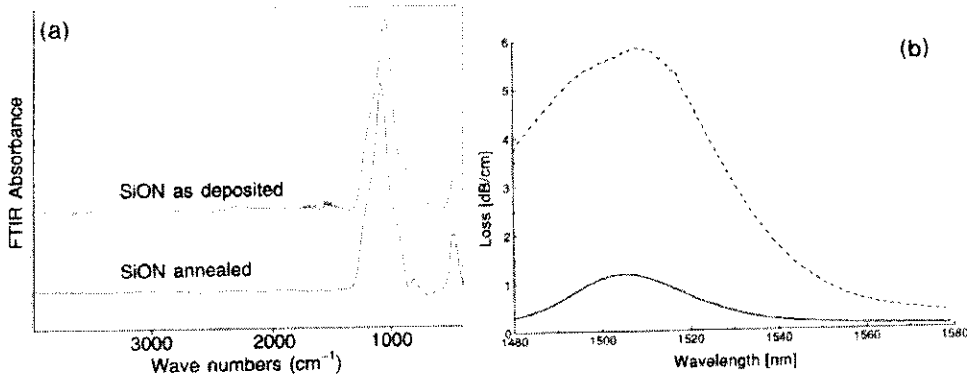 (a)
FTIR Absorbance
SiON as deposited
SiON annealed
3000 2000 1000
Wave numbers (cm⁻¹)
(b)
Loss [dB/cm]
6
5
4
3
2
1
0
1480 1500 1520 1540 1560 1580
Wavelength [nm]